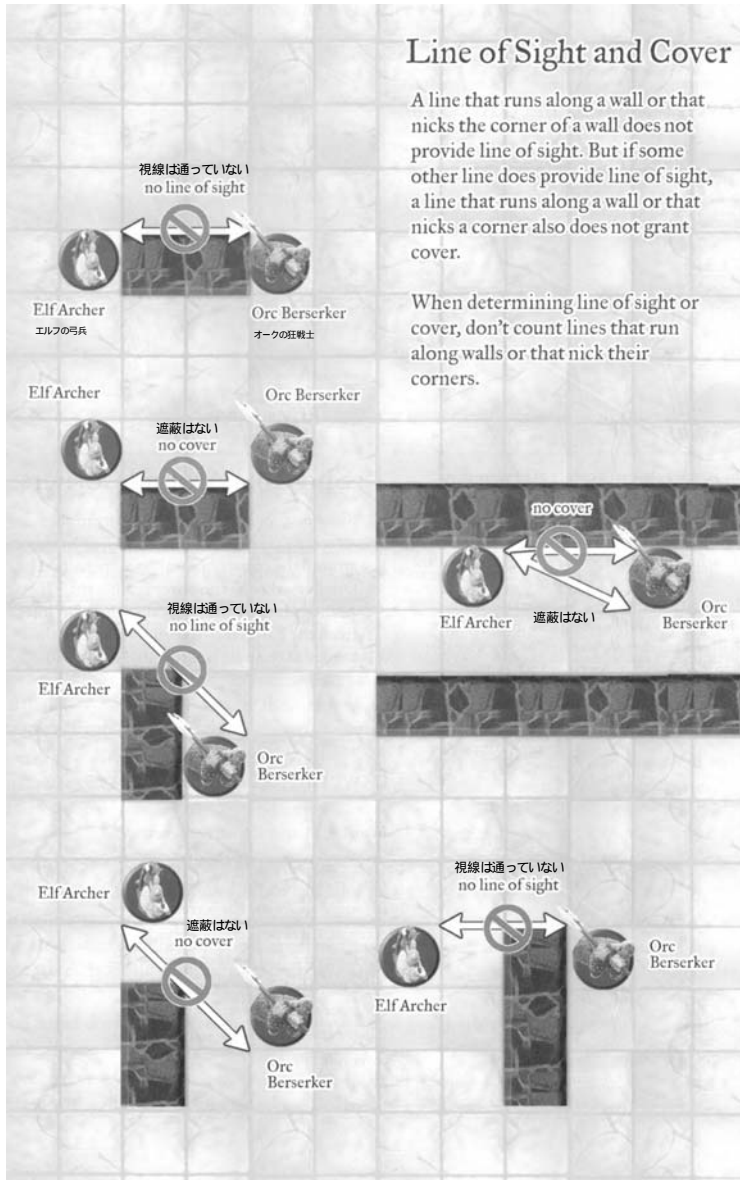 Line of Sight and Cover
A line that runs along a wall or that
nicks the corner of a wall does not
provide line of sight. But if some
other line does provide line of sight,
a line that runs along a wall or that
nicks a corner also does not grant
cover.
When determining line of sight or
cover, don't count lines that run
along walls or that nick their
corners.
視線は通っていない
no line of sight
Elf Archer
エルフの弓兵
Orc Berserker
オークの狂戦士
Elf Archer
Orc Berserker
遮蔽はない
no cover
no cover
Elf Archer
遮蔽はない
Orc
Berserker
視線は通っていない
no line of sight
Elf Archer
Orc
Berserker
Elf Archer
遮蔽はない
no cover
Orc
Berserker
視線は通っていない
no line of sight
Elf Archer
Orc
Berserker